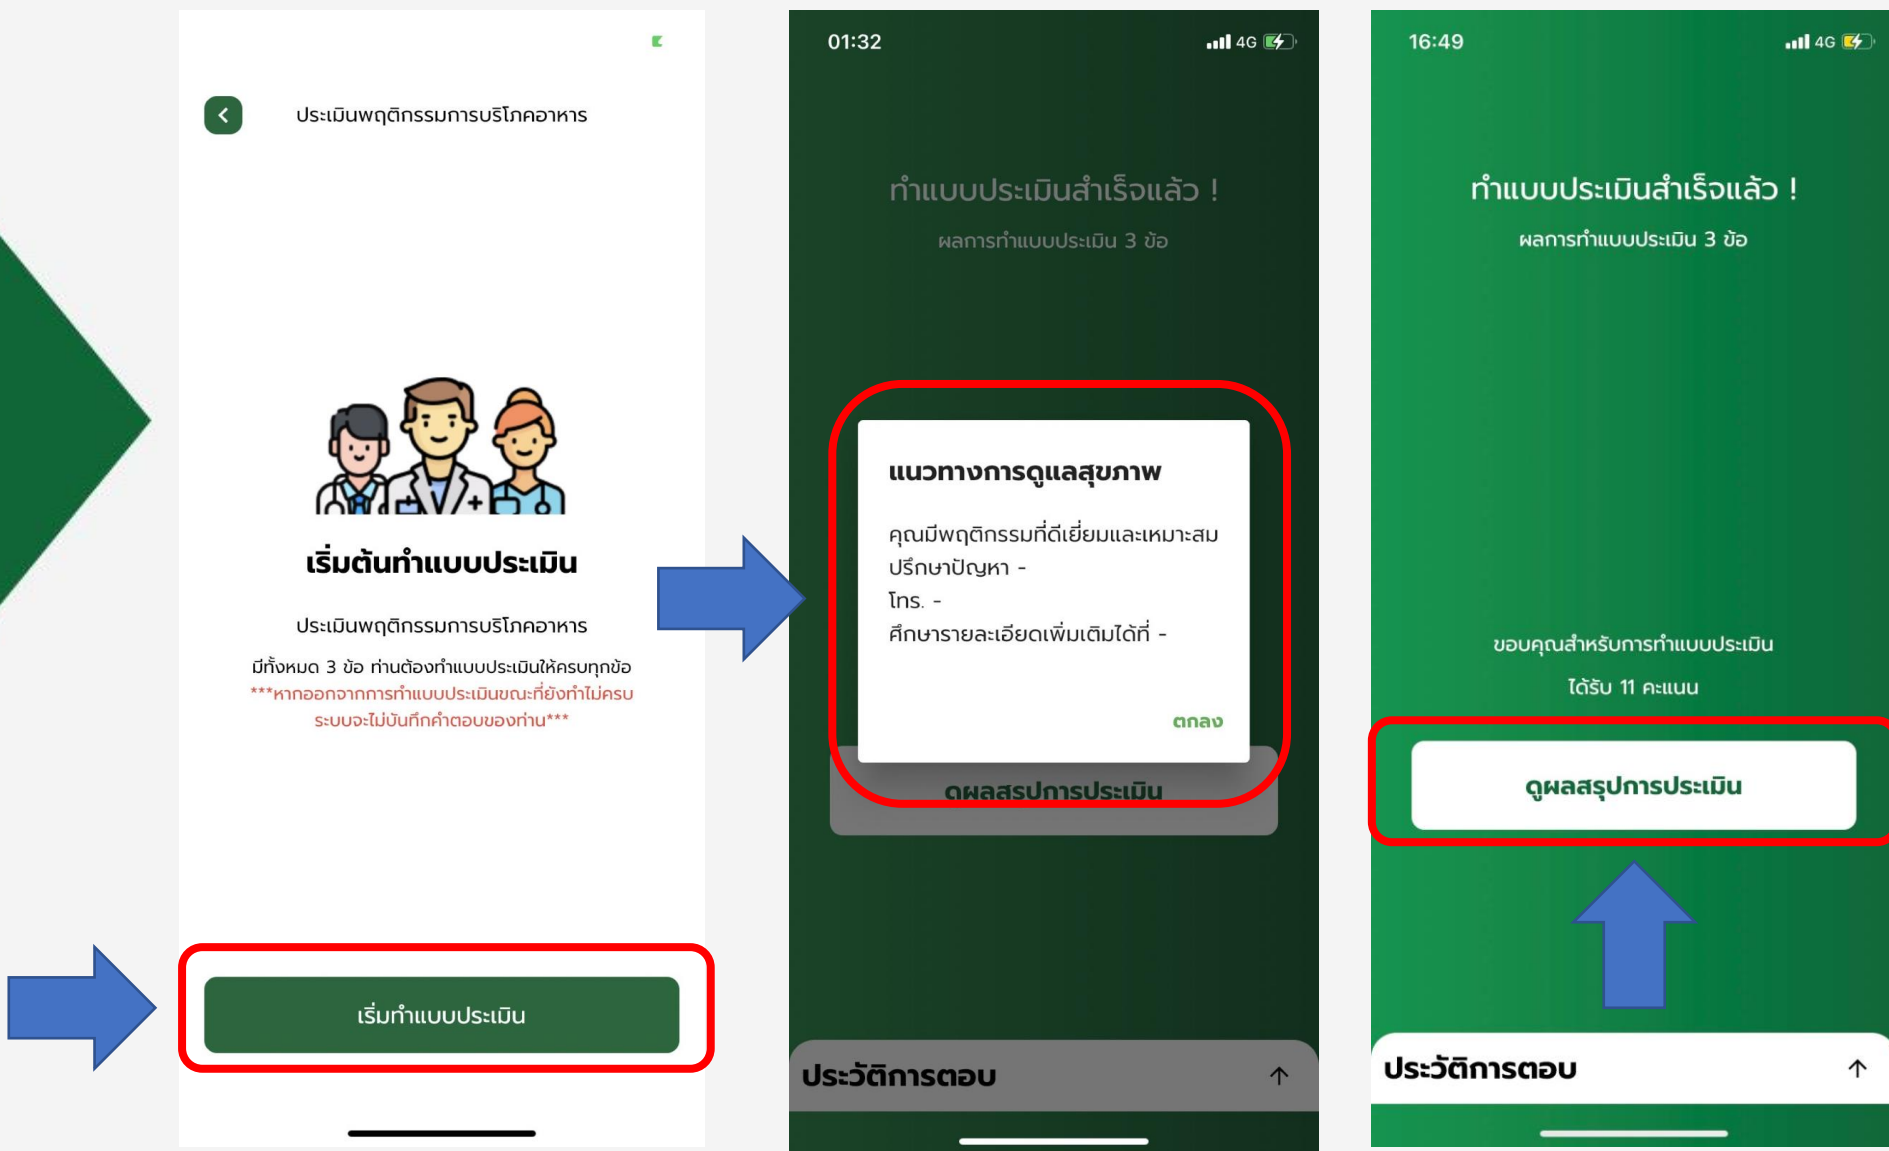 ประเมินพฤติกรรมการบริโภคอาหาร
เริ่มต้นทำแบบประเมิน
ประเมินพฤติกรรมการบริโภคอาหาร
มีทั้งหมด 3 ข้อ ท่านต้องทำแบบประเมินให้ครบทุกข้อ
***หากออกจากการทำแบบประเมินขณะที่ยังทำไม่ครบ
ระบบจะไม่บันทึกคำตอบของท่าน***
เริ่มทำแบบประเมิน
01:32
4G
ทำแบบประเมินสำเร็จแล้ว !
ผลการทำแบบประเมิน 3 ข้อ
แนวทางการดูแลสุขภาพ
คุณมีพฤติกรรมที่ดีเยี่ยมและเหมาะสม
ปรึกษาปัญหา -
โทร. -
ศึกษารายละเอียดเพิ่มเติมได้ที่ -
ตกลง
ดูผลสรุปการประเมิน
ประวัติการตอบ
16:49
4G
ทำแบบประเมินสำเร็จแล้ว !
ผลการทำแบบประเมิน 3 ข้อ
ขอบคุณสำหรับการทำแบบประเมิน
ได้รับ 11 คะแนน
ดูผลสรุปการประเมิน
ประวัติการตอบ